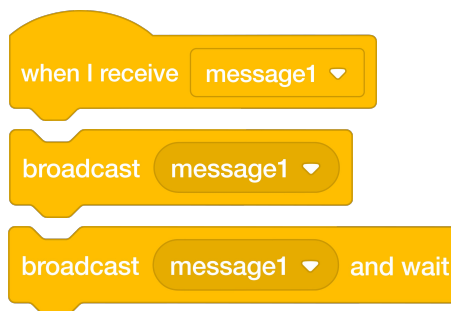 when I receive message1
broadcast message1
broadcast message1 and wait